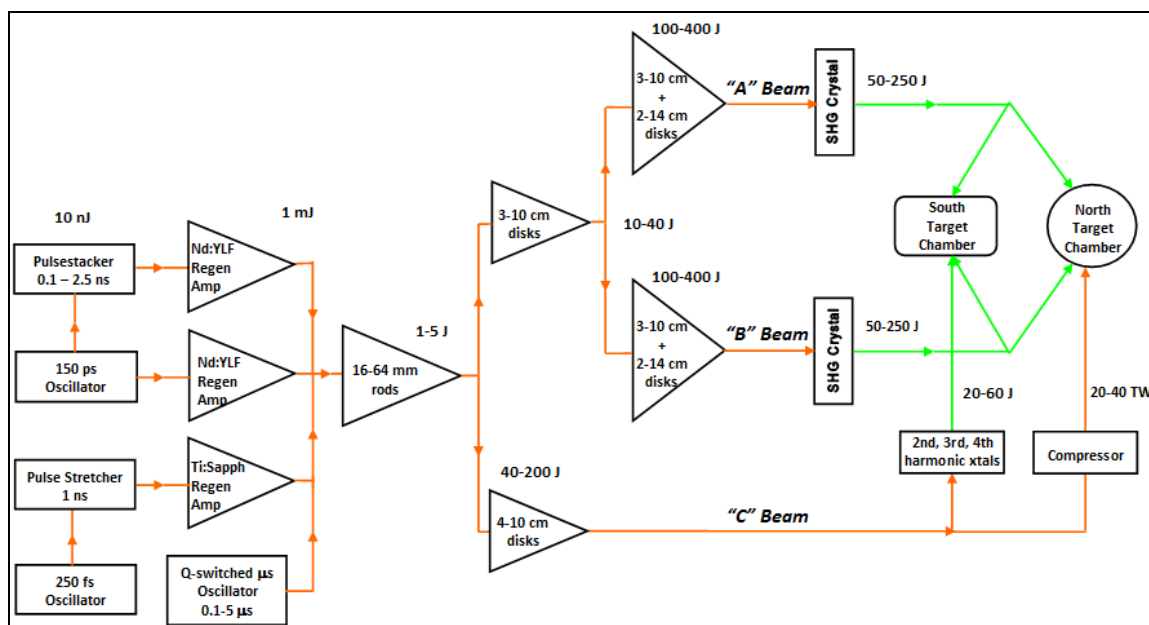 100-400 J
3-10 cm
+
2-14 cm
disks
"A" Beam
SHG Crystal
50-250 J
10 nJ
1 mJ
Pulsestacker
0.1 – 2.5 ns
Nd:YLF
Regen
Amp
3-10 cm
disks
10-40 J
South
Target
Chamber
North
Target
Chamber
150 ps
Oscillator
Nd:YLF
Regen
Amp
1-5 J
16-64 mm
rods
100-400 J
3-10 cm
+
2-14 cm
disks
"B" Beam
SHG Crystal
50-250 J
20-60 J
20-40 TW
Pulse Stretcher
1 ns
Ti:Sapph
Regen
Amp
40-200 J
4-10 cm
disks
"C" Beam
2nd, 3rd, 4th
harmonic xtals
Compressor
250 fs
Oscillator
Q-switched μs
Oscillator
0.1-5 μs